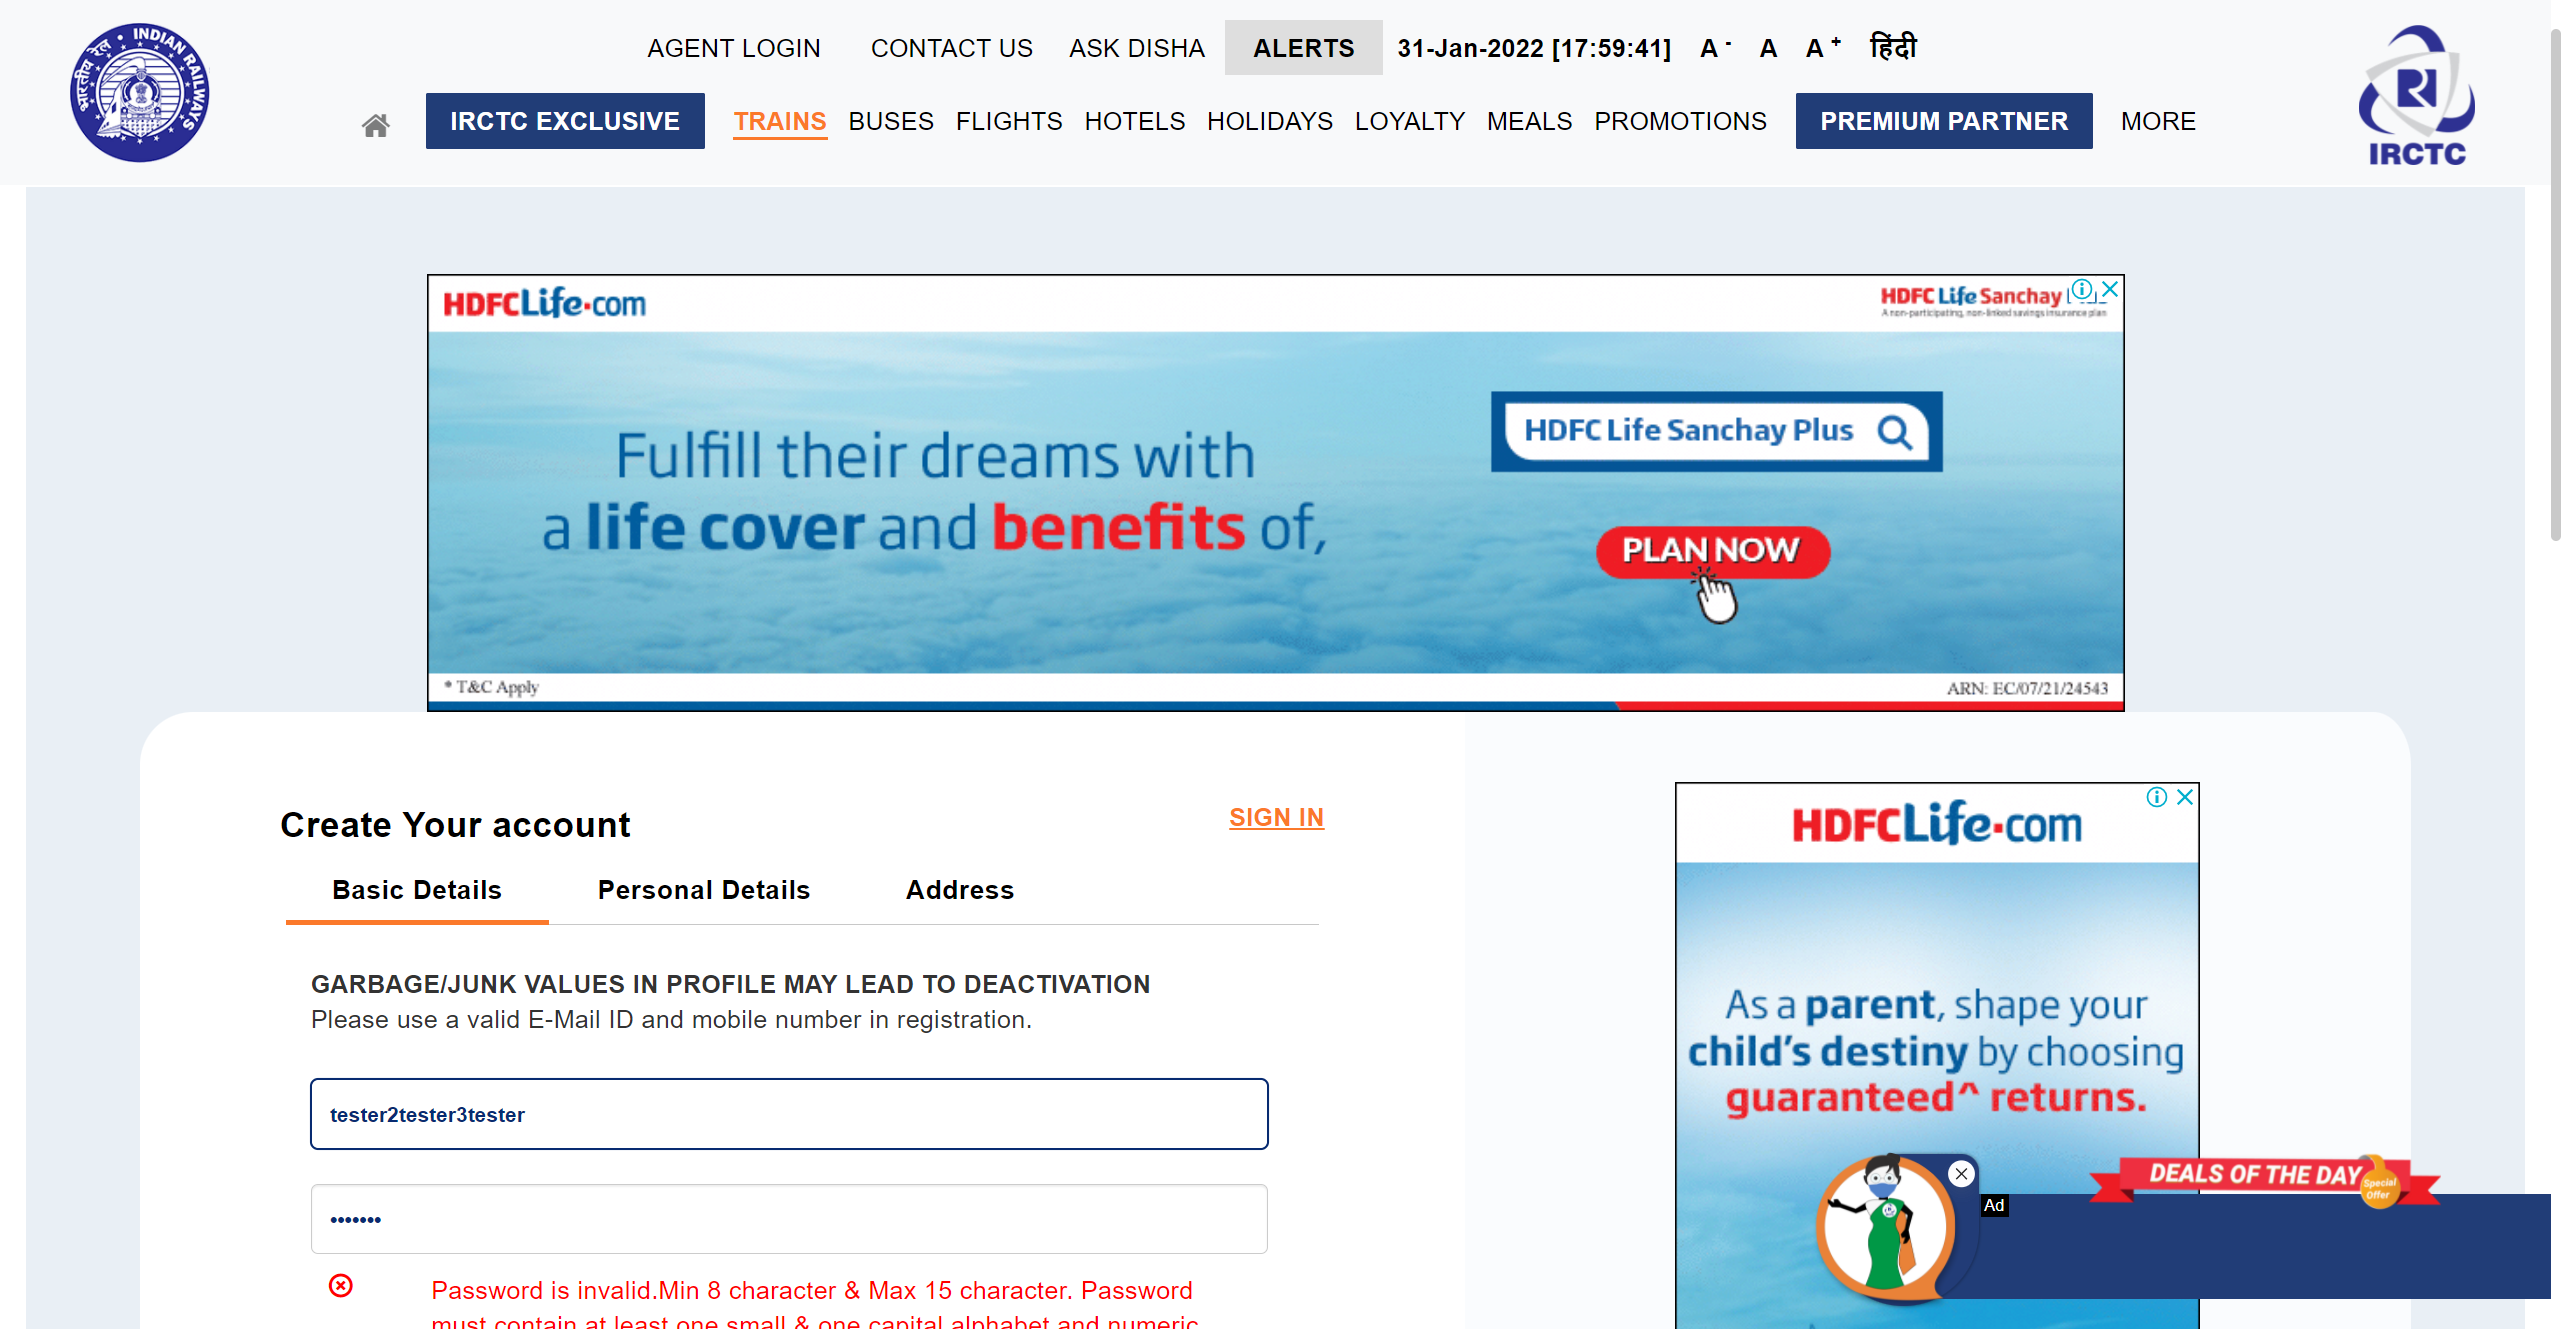 भारतीय रेल • INDIAN RAILWAYS
AGENT LOGIN CONTACT US ASK DISHA ALERTS 31-Jan-2022 [17:59:41] A - A A + हिंदी
IRCTC EXCLUSIVE TRAINS BUSES FLIGHTS HOTELS HOLIDAYS LOYALTY MEALS PROMOTIONS PREMIUM PARTNER MORE
IRCTC
HDFC Life.com
HDFC Life Sanchay
A non-participating, non-linked savings insurance plan
Fulfill their dreams with
a life cover and benefits of,
HDFC Life Sanchay Plus
PLAN NOW
* T&C Apply
ARN: EC/07/21/24543
Create Your account
SIGN IN
Basic Details Personal Details Address
GARBAGE/JUNK VALUES IN PROFILE MAY LEAD TO DEACTIVATION
Please use a valid E-Mail ID and mobile number in registration.
tester2tester3tester
•••••••
Password is invalid.Min 8 character & Max 15 character. Password
must contain at least one small & one capital alphabet and numeric
HDFC Life.com
As a parent, shape your
child's destiny by choosing
guaranteed^ returns.
DEALS OF THE DAY
Special
Offer
Ad